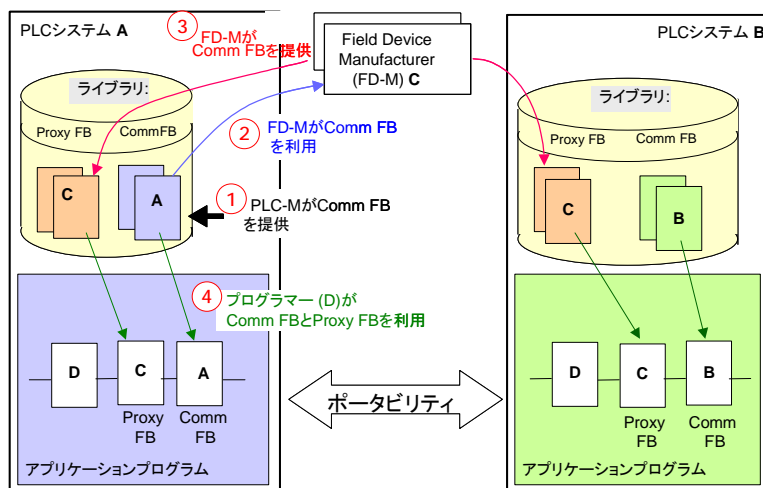 PLCシステム A
ライブラリ:
Proxy FB
CommFB
C
A
③ FD-Mが
Comm FBを提供
Field Device
Manufacturer
(FD-M) C
② FD-MがComm FB
を利用
① PLC-MがComm FB
を提供
④ プログラマー (D)が
Comm FBとProxy FBを利用
D
C
A
Proxy
FB
Comm
FB
アプリケーションプログラム
ポータビリティ
PLCシステム B
ライブラリ:
Proxy FB
Comm FB
C
B
D
C
B
Proxy
FB
Comm
FB
アプリケーションプログラム